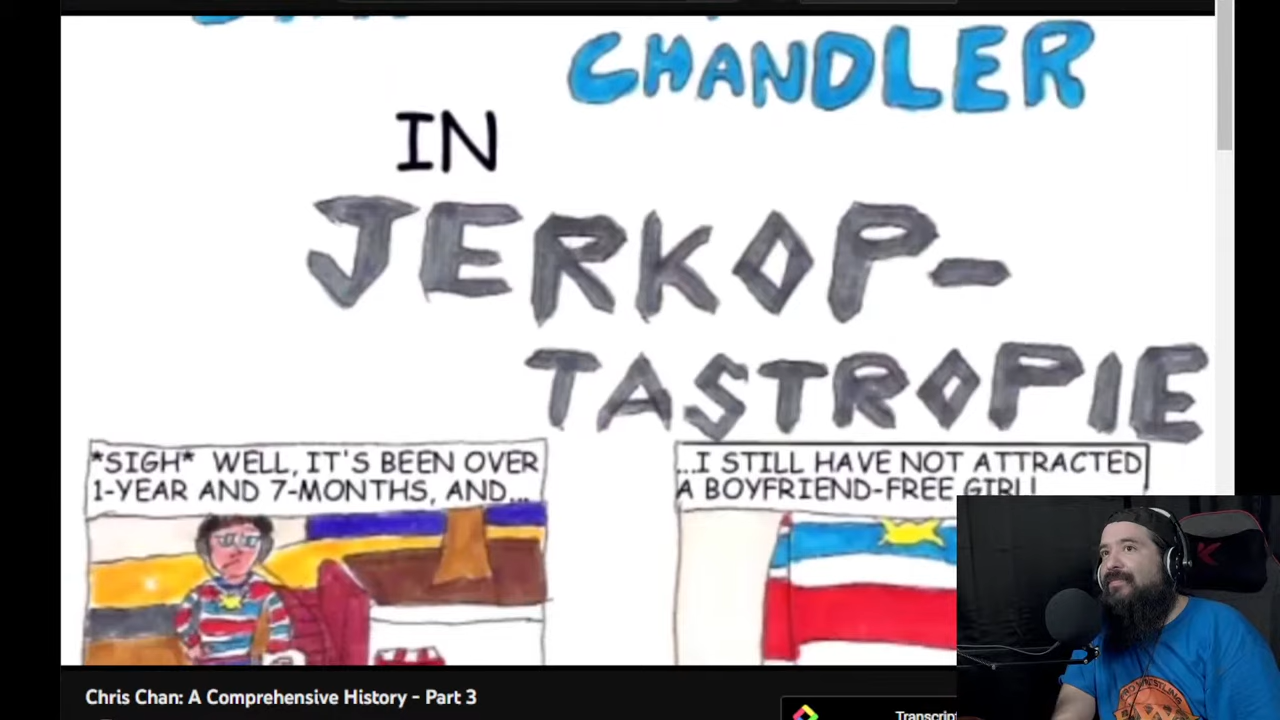 CHANDLER
IN
JERKOP-
TASTROPIE
*SIGH* WELL, IT'S BEEN OVER
1-YEAR AND 7-MONTHS, AND...
...I STILL HAVE NOT ATTRACTED
A BOYFRIEND-FREE GIRL!
Chris Chan: A Comprehensive History - Part 3